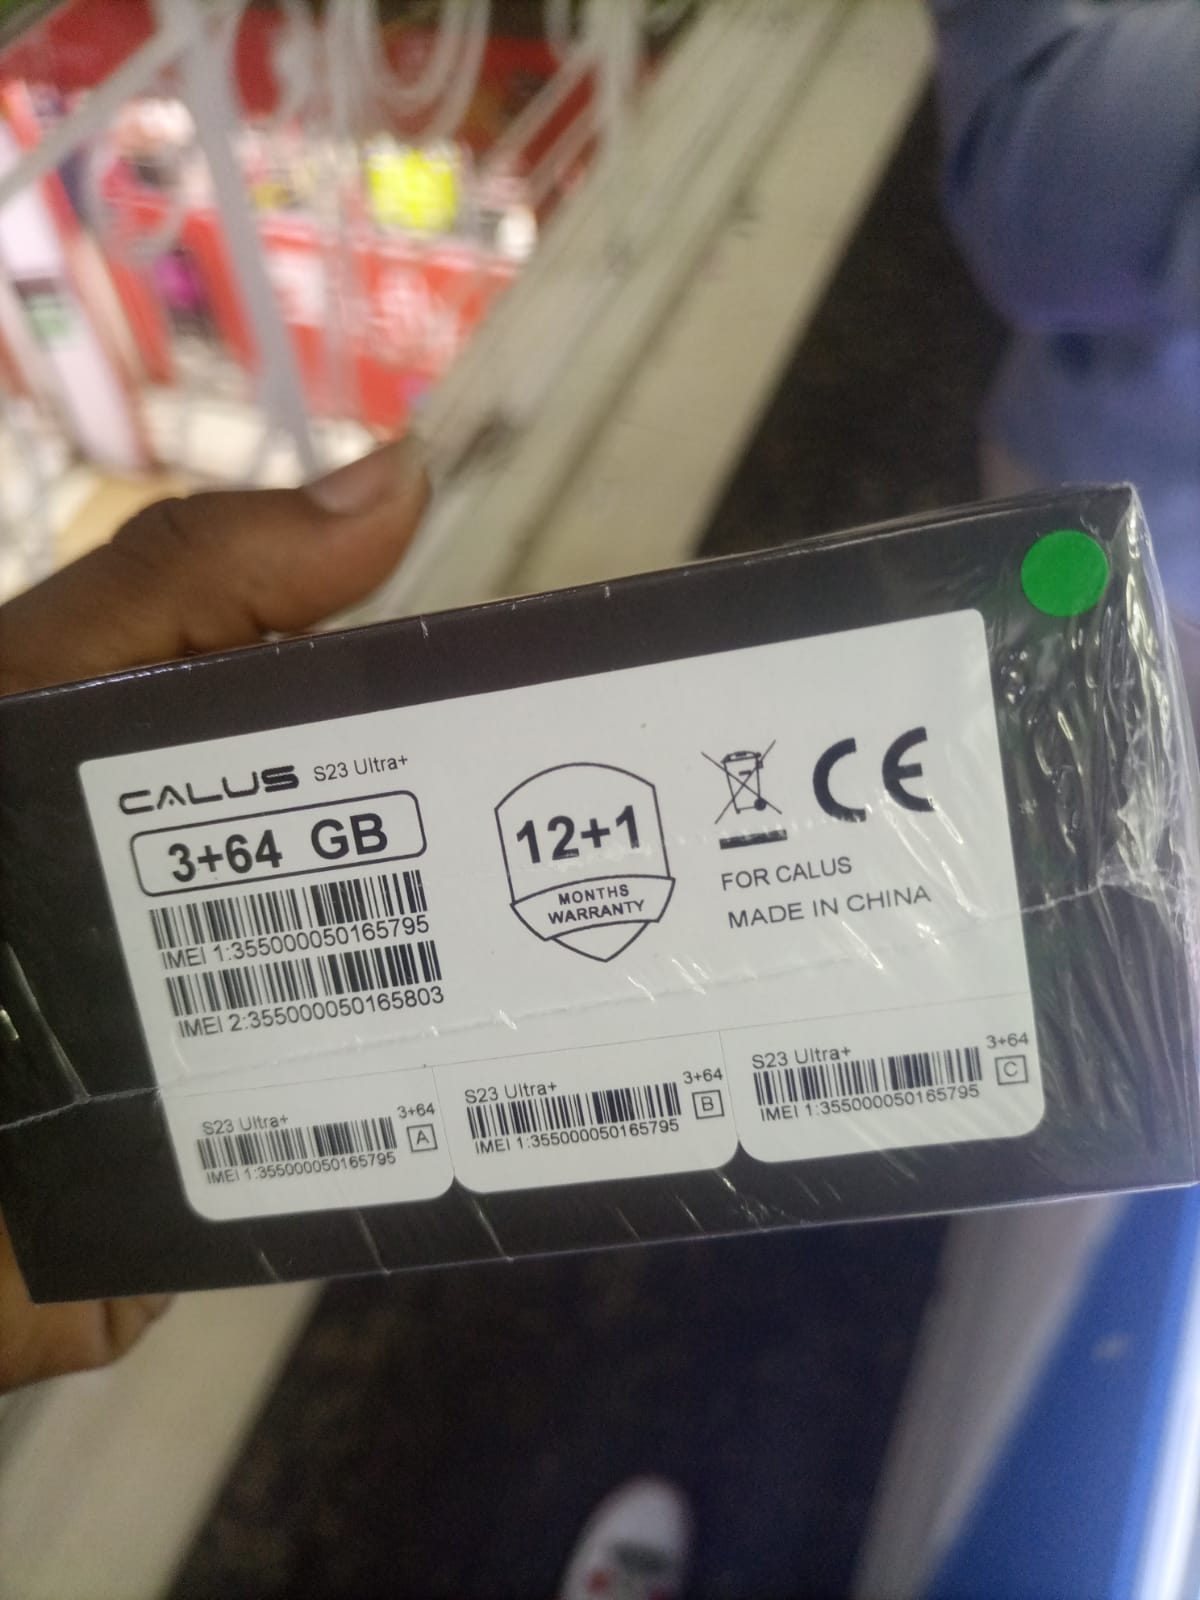 CALUS S23 Ultra+
3+64 GB
IMEI 1:355000050165795
IMEI 2:355000050165803
12+1
MONTHS
WARRANTY
CE
FOR CALUS
MADE IN CHINA
S23 Ultra+ 3+64
A
IMEI 1:355000050165795
S23 Ultra+ 3+64
B
IMEI 1:355000050165795
S23 Ultra+ 3+64
C
IMEI 1:355000050165795